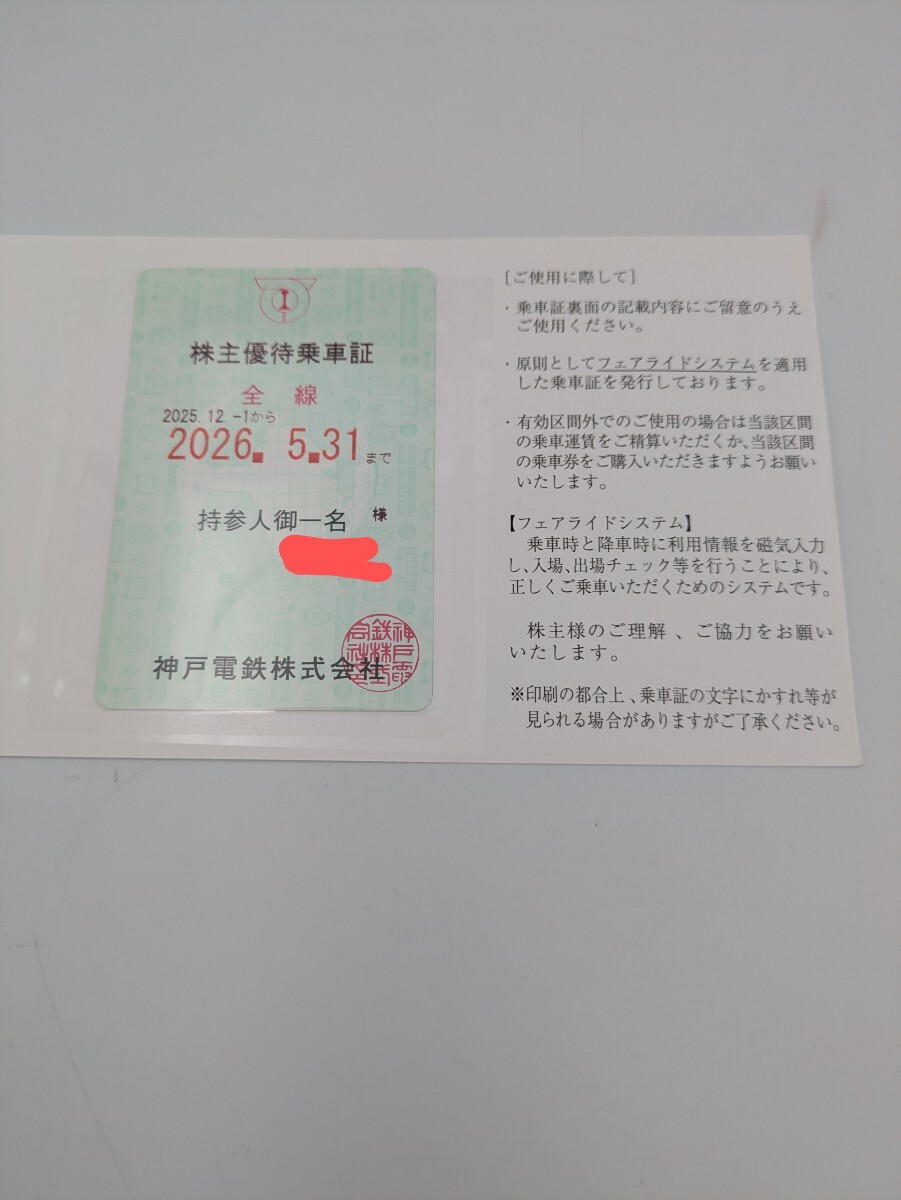 株主優待乗車証
全 線
2025. 12. -1から
2026. 5.31まで
持参人御一名 様
神戸電鉄株式会社
[ご使用に際して]
・乗車証裏面の記載内容にご留意のうえ
ご使用ください。
・原則としてフェアライドシステムを適用
した乗車証を発行しております。
・有効区間外でのご使用の場合は当該区間
の乗車運賃をご精算いただくか、当該区間
の乗車券をご購入いただきますようお願い
いたします。
【フェアライドシステム】
乗車時と降車時に利用情報を磁気入力
し、入場、出場チェック等を行うことにより、
正しくご乗車いただくためのシステムです。
株主様のご理解、ご協力をお願い
いたします。
※印刷の都合上、乗車証の文字にかすれ等が
見られる場合がありますがご了承ください。